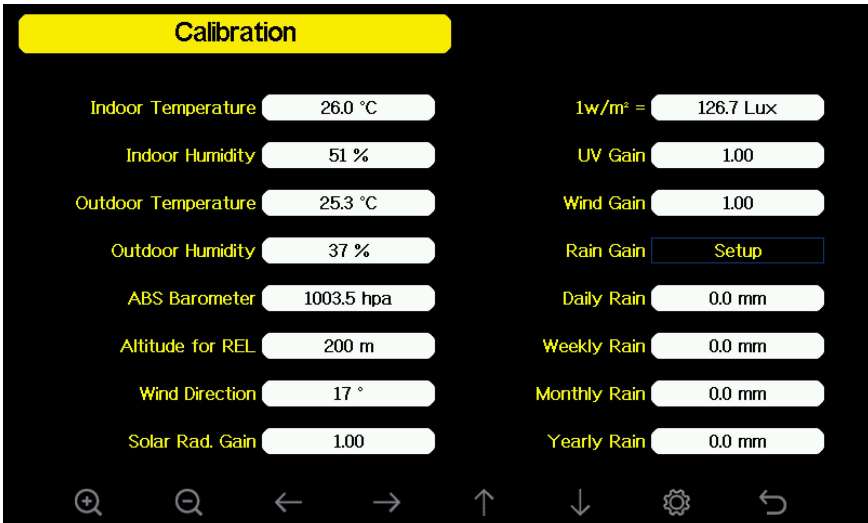 Calibration
Indoor Temperature 26.0 °C
Indoor Humidity 51 %
Outdoor Temperature 25.3 °C
Outdoor Humidity 37 %
ABS Barometer 1003.5 hpa
Altitude for REL 200 m
Wind Direction 17 °
Solar Rad. Gain 1.00
1w/m² = 126.7 Lux
UV Gain 1.00
Wind Gain 1.00
Rain Gain Setup
Daily Rain 0.0 mm
Weekly Rain 0.0 mm
Monthly Rain 0.0 mm
Yearly Rain 0.0 mm